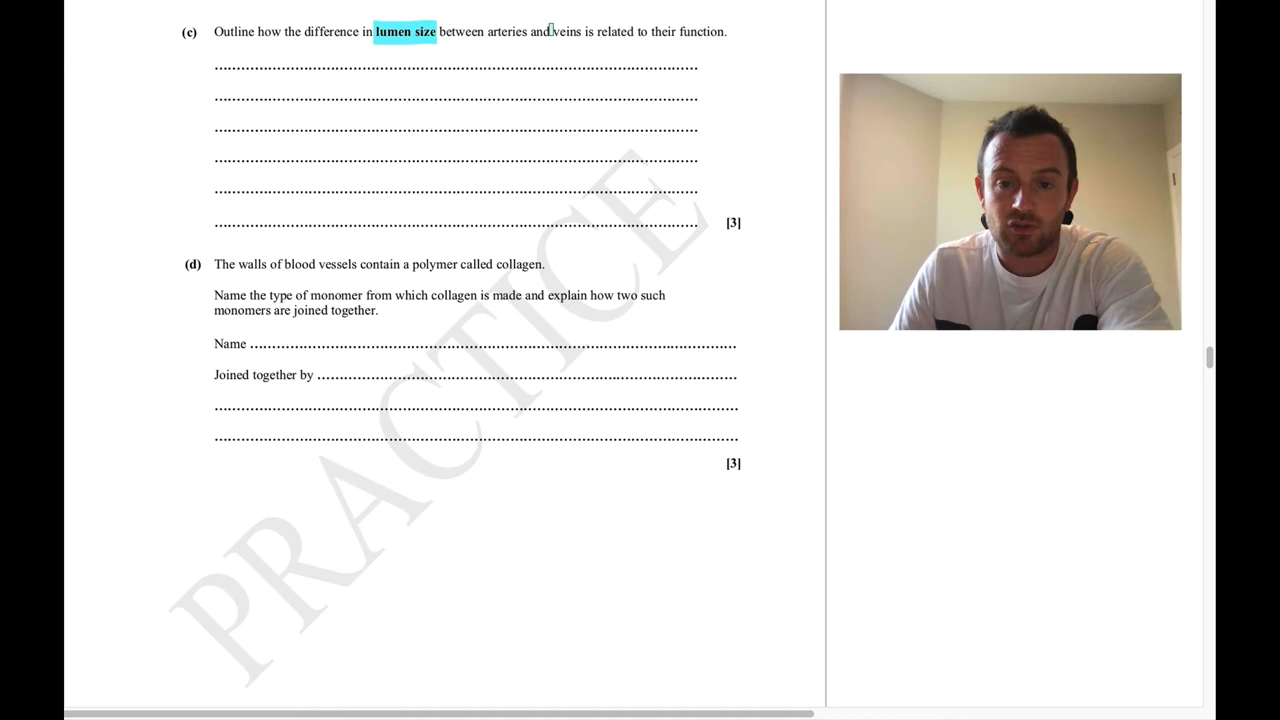 (c) Outline how the difference in lumen size between arteries and veins is related to their function.
................................................................................................................
................................................................................................................
................................................................................................................
................................................................................................................
................................................................................................................
................................................................................................................ [3]
(d) The walls of blood vessels contain a polymer called collagen.
Name the type of monomer from which collagen is made and explain how two such
monomers are joined together.
Name ................................................................................................................
Joined together by ................................................................................................
................................................................................................................
................................................................................................................
[3]
PRACTICE